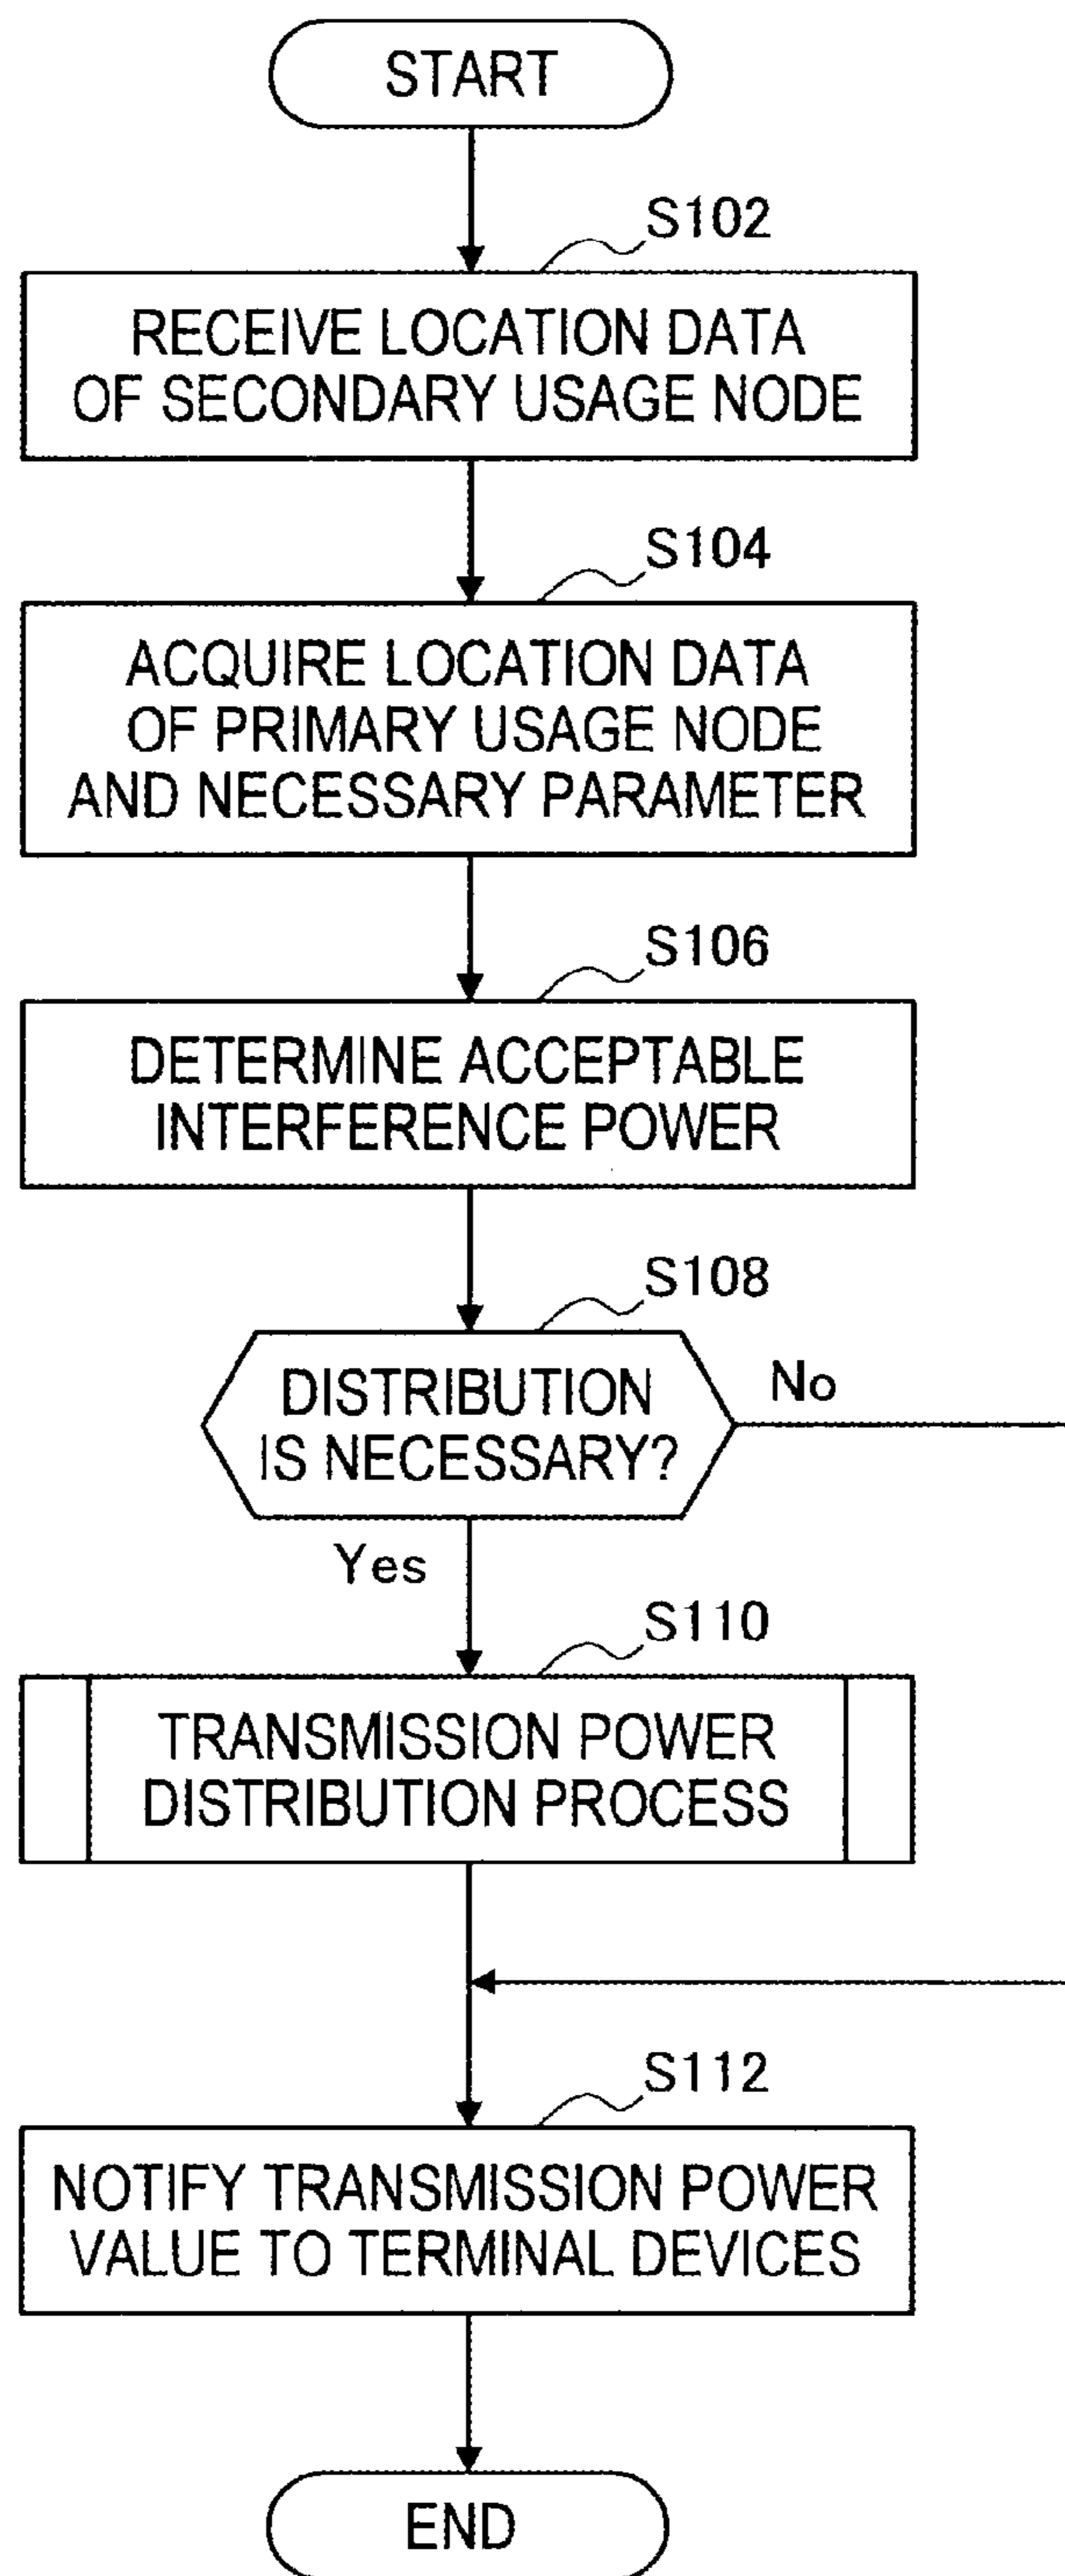 START
S102
RECEIVE LOCATION DATA
OF SECONDARY USAGE NODE
S104
ACQUIRE LOCATION DATA
OF PRIMARY USAGE NODE
AND NECESSARY PARAMETER
S106
DETERMINE ACCEPTABLE
INTERFERENCE POWER
S108
DISTRIBUTION
IS NECESSARY?
No
Yes
S110
TRANSMISSION POWER
DISTRIBUTION PROCESS
S112
NOTIFY TRANSMISSION POWER
VALUE TO TERMINAL DEVICES
END